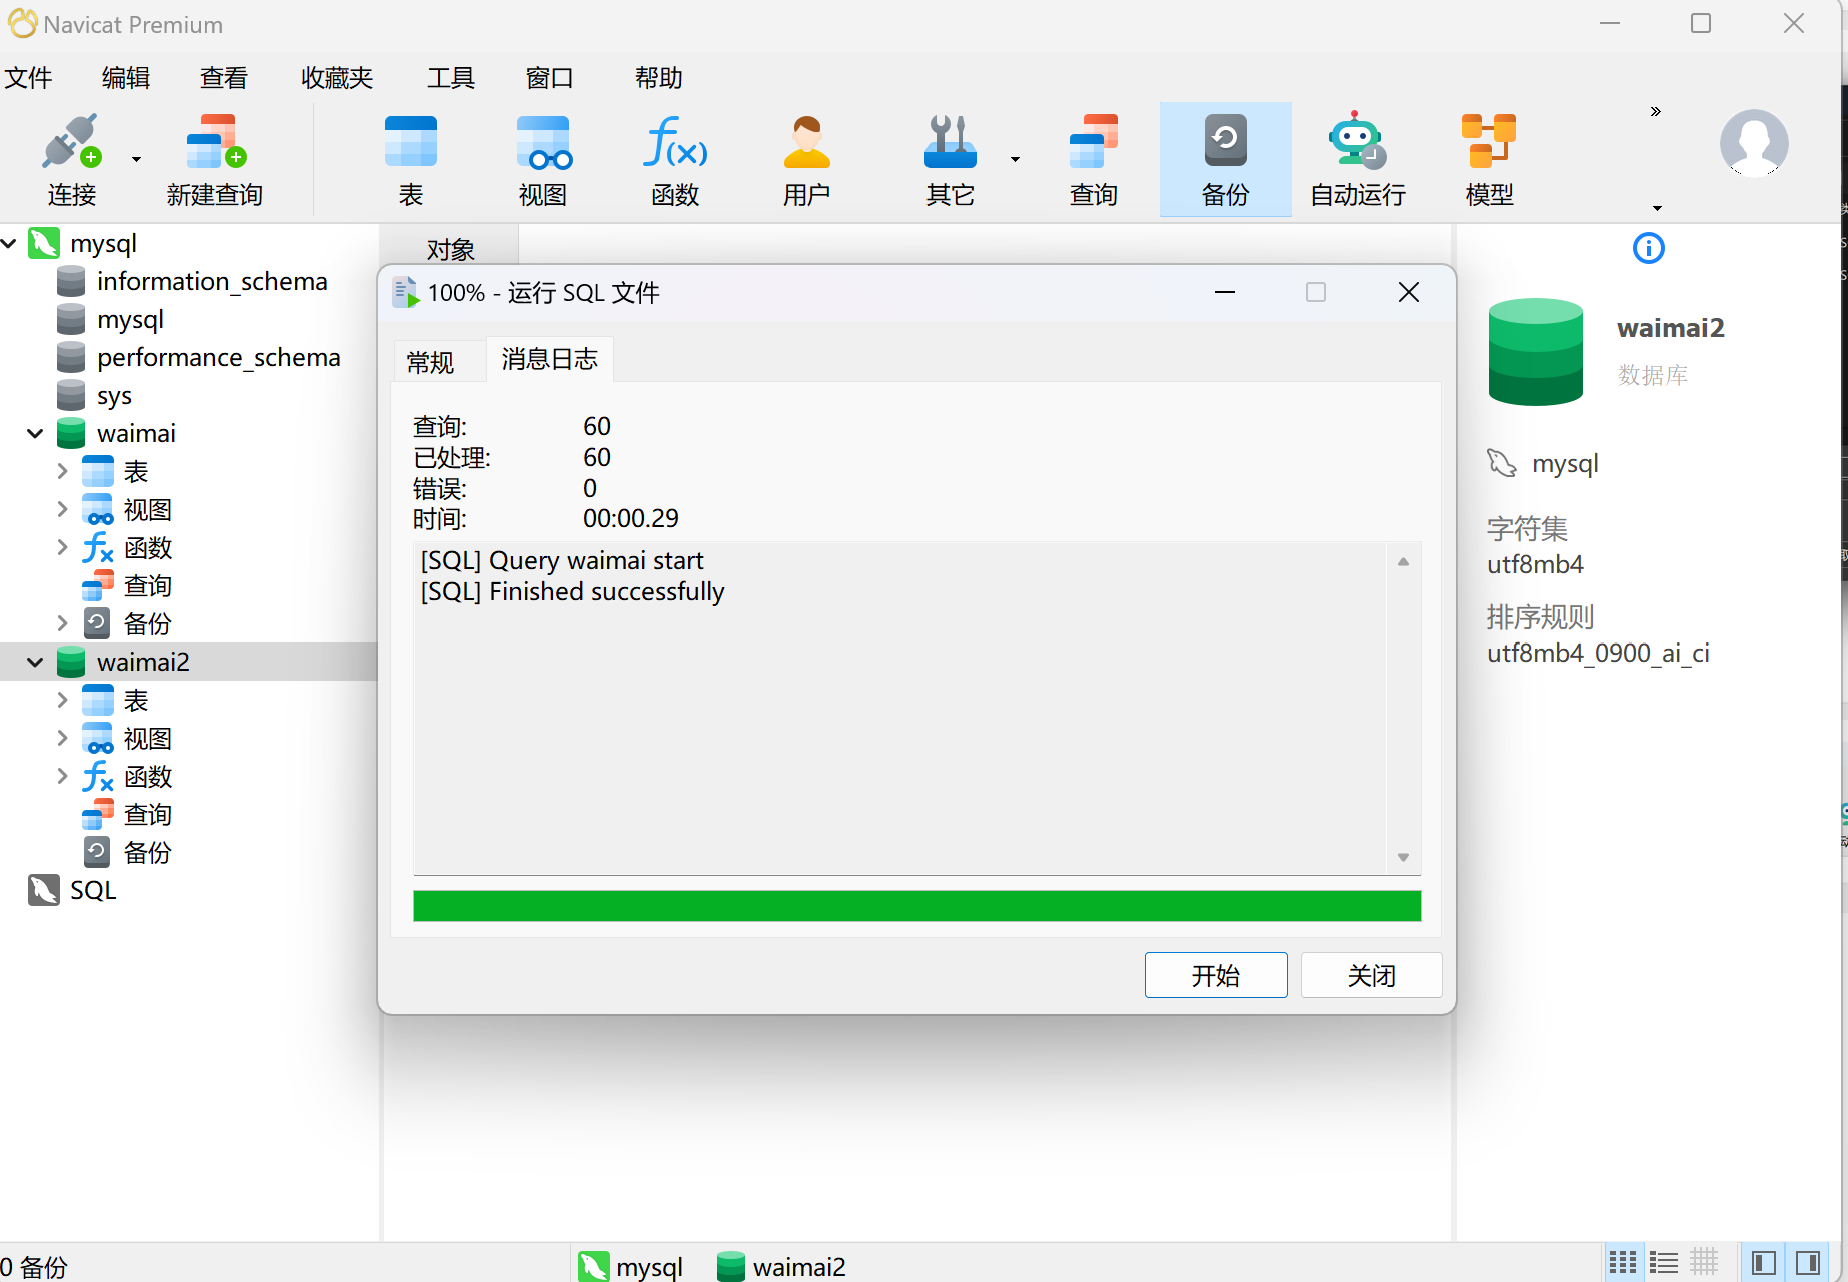 Navicat Premium
文件 编辑 查看 收藏夹 工具 窗口 帮助
连接 新建查询 表 视图 函数 用户 其它 查询 备份 自动运行 模型
mysql
information_schema
mysql
performance_schema
sys
waimai
表
视图
函数
查询
备份
waimai2
表
视图
函数
查询
备份
SQL
对象
100% - 运行 SQL 文件
常规 消息日志
查询: 60
已处理: 60
错误: 0
时间: 00:00.29
[SQL] Query waimai start
[SQL] Finished successfully
开始 关闭
waimai2
数据库
mysql
字符集
utf8mb4
排序规则
utf8mb4_0900_ai_ci
0 备份 mysql waimai2